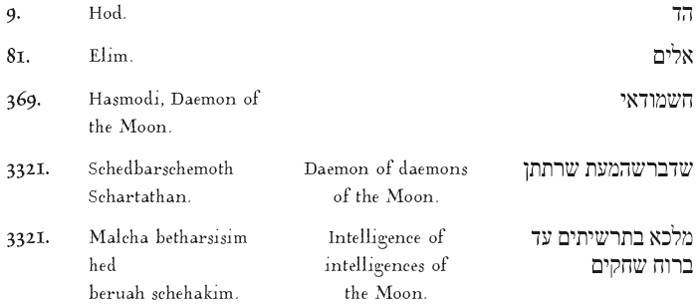 9. Hod. הד
81. Elim. אלים
369. Hasmodi, Daemon of חשמודאי
the Moon.
3321. Schedbarschemoth Daemon of daemons שדברשהמעת שרתתן
Schartathan. of the Moon.
3321. Malcha betharsisim Intelligence of מלכא בתרשיתים עד
hed intelligences of ברוח שחקים
beruah schehakim. the Moon.